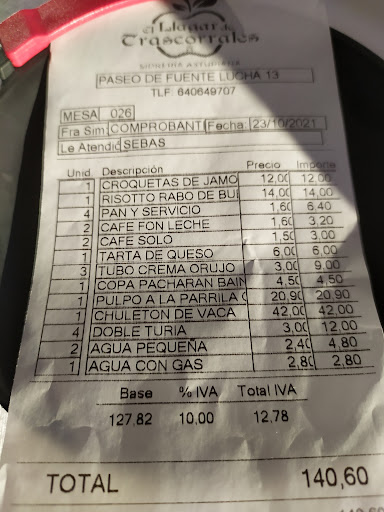 el Llagar de
Trascorrales
SIDRERIA ASTURIANA
PASEO DE FUENTE LUCHA 13
TLF: 640649707
MESA 026
Fra Sim COMPROBANT Fecha: 23/10/2021
Le Atendió SEBAS
Unid. Descripción Precio Importe
1 CROQUETAS DE JAMO 12,00 12,00
1 RISOTTO RABO DE BUI 14,00 14,00
4 PAN Y SERVICIO 1,60 6,40
2 CAFE FON LECHE 1,60 3,20
2 CAFE SOLO 1,50 3,00
1 TARTA DE QUESO 6,00 6,00
3 TUBO CREMA ORUJO 3,00 9,00
1 COPA PACHARAN BAIN 4,50 4,50
1 PULPO A LA PARRILA 20,90 20,90
1 CHULETON DE VACA 42,00 42,00
4 DOBLE TURIA 3,00 12,00
2 AGUA PEQUEÑA 2,40 4,80
1 AGUA CON GAS 2,80 2,80
Base % IVA Total IVA
127,82 10,00 12,78
TOTAL 140,60